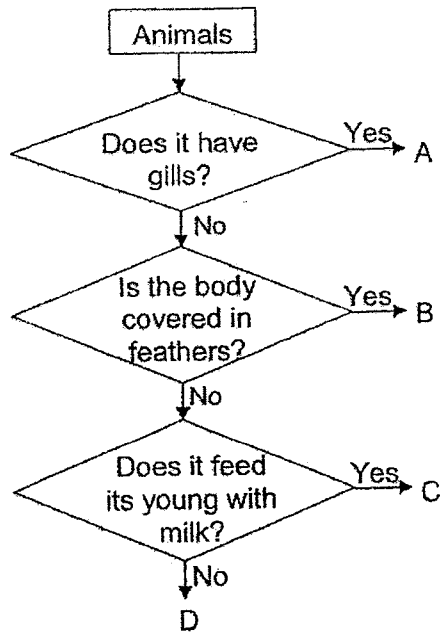 Animals
Does it have
gills?
Yes
A
No
Is the body
covered in
feathers?
Yes
B
No
Does it feed
its young with
milk?
Yes
C
No
D